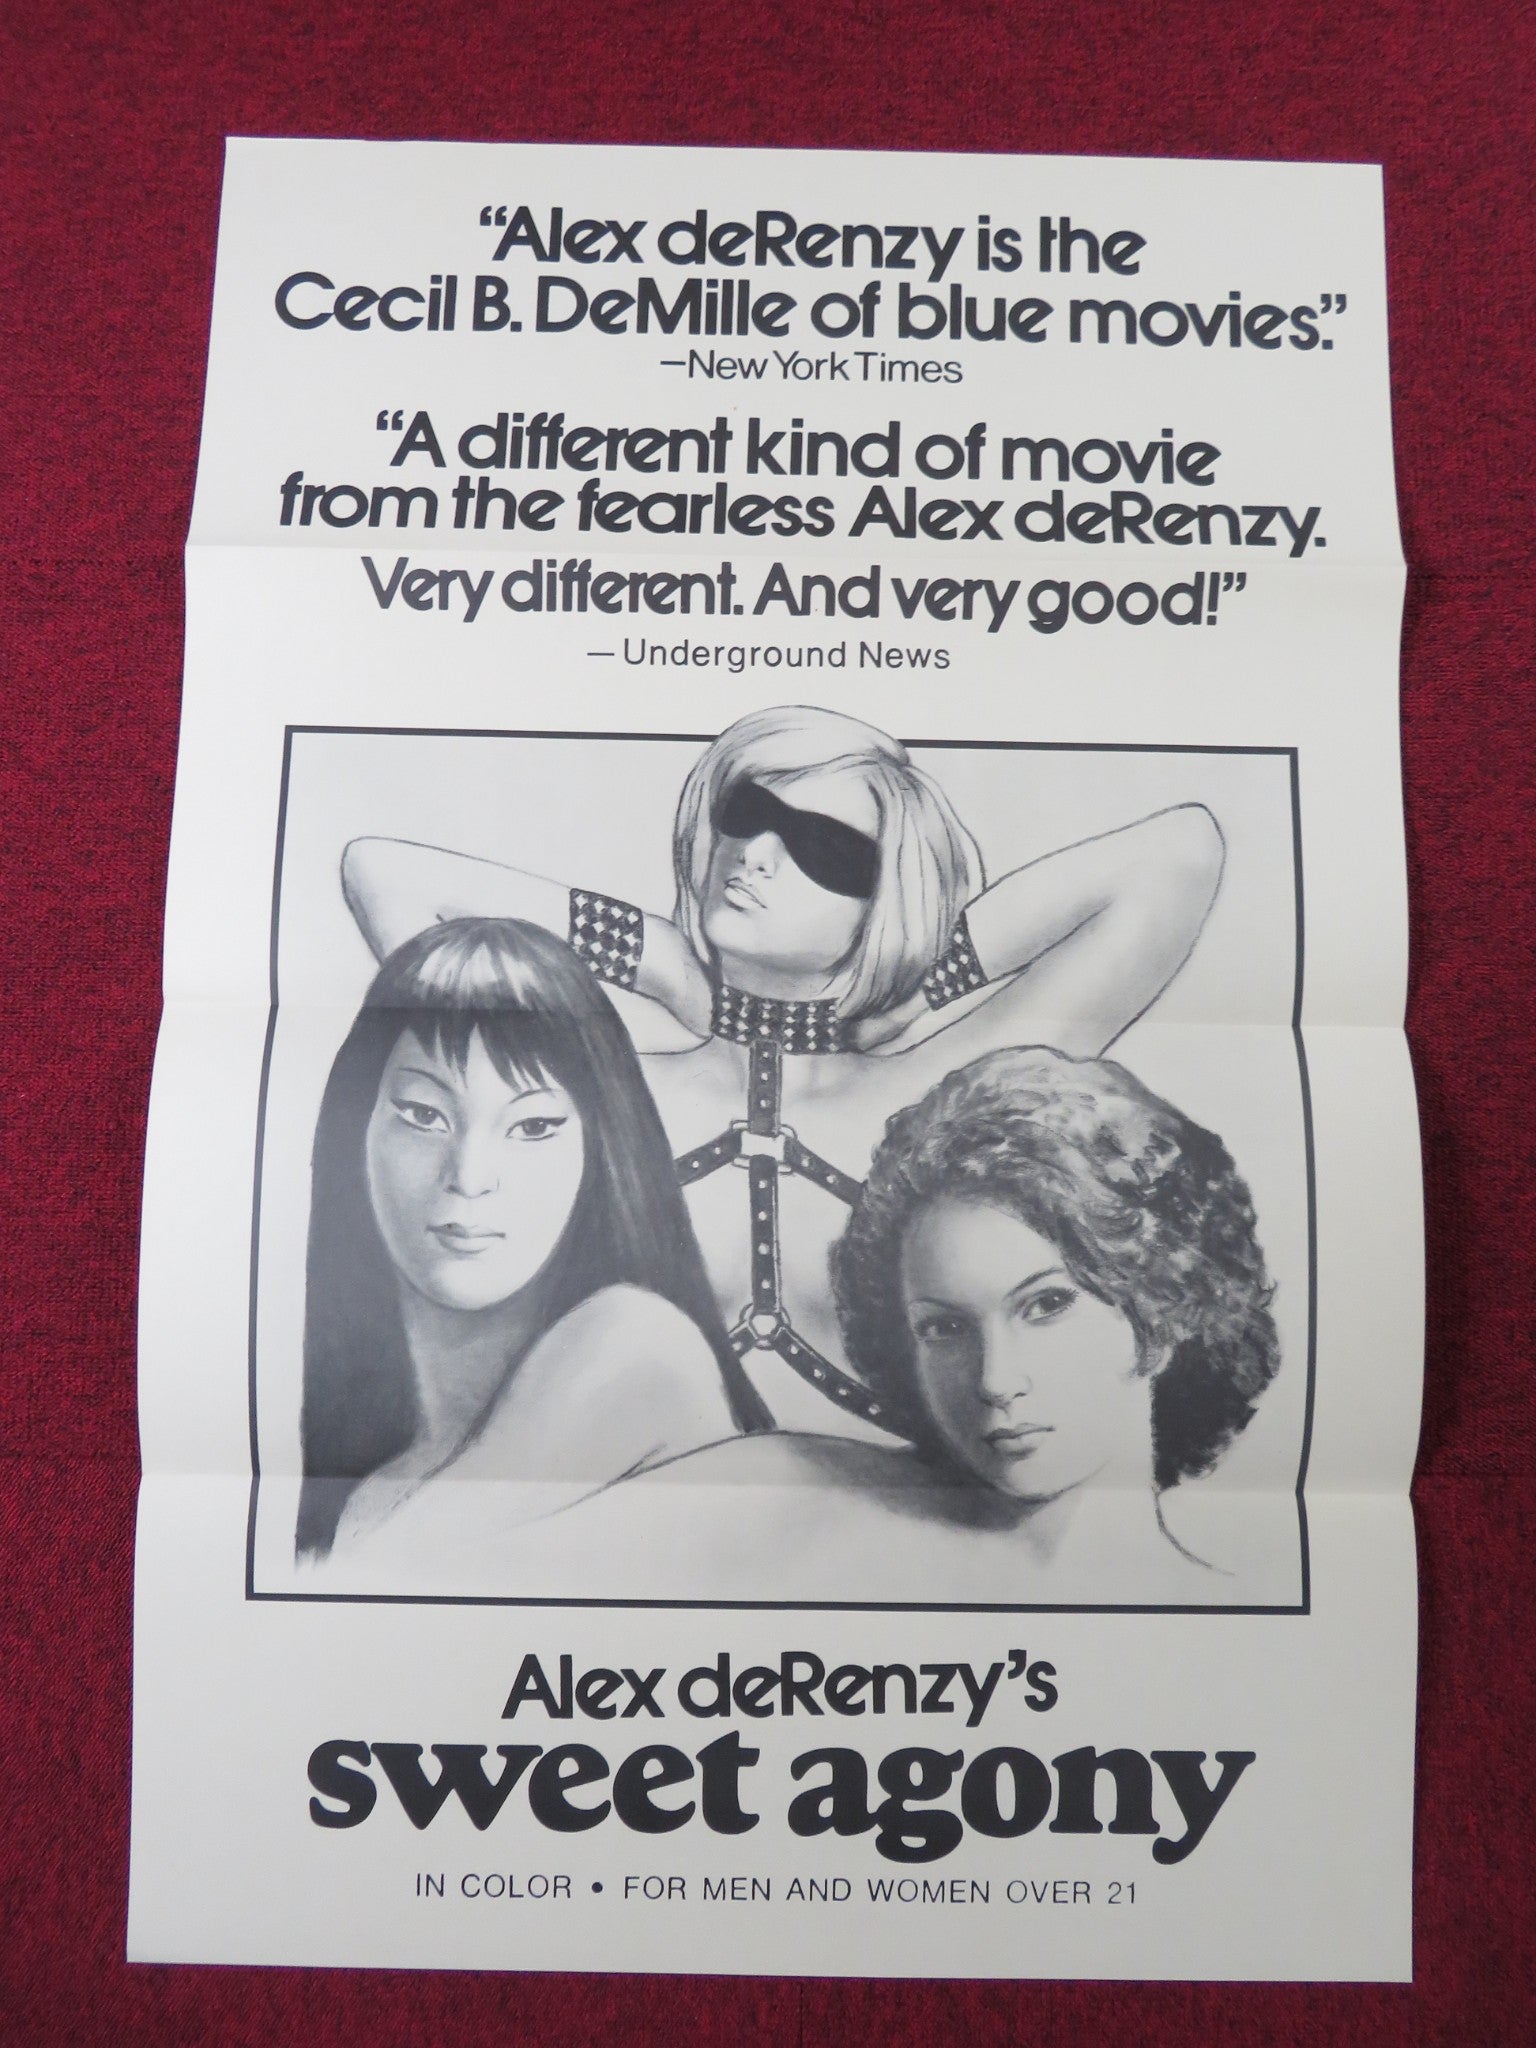 “Alex deRenzy is the
Cecil B. DeMille of blue movies.”
—New York Times
“A different kind of movie
from the fearless Alex deRenzy.
Very different. And very good!”
— Underground News
Alex deRenzy's
sweet agony
IN COLOR • FOR MEN AND WOMEN OVER 21